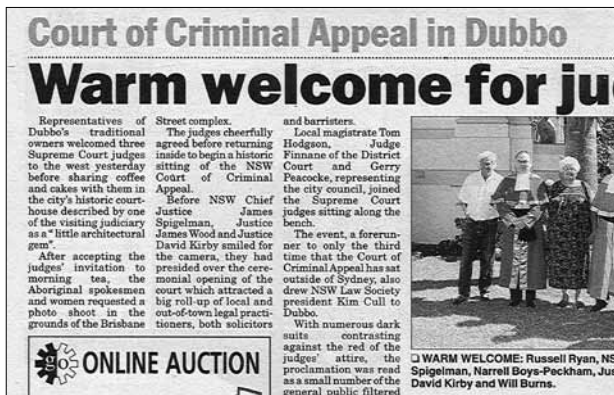 Court of Criminal Appeal in Dubbo
Warm welcome for ju
Representatives of
Dubbo's traditional
owners welcomed three
Supreme Court judges
to the west yesterday
before sharing coffee
and cakes with them in
the city's historic court-
house described by one
of the visiting judiciary
as a "little architectural
gem".
After accepting the
judges' invitation to
morning tea, the
Aboriginal spokesmen
and women requested a
photo shoot in the
grounds of the Brisbane
Street complex.
The judges cheerfully
agreed before returning
inside to begin a historic
sitting of the NSW
Court of Criminal
Appeal.
Before NSW Chief
Justice James
Spigelman, Justice
James Wood and Justice
David Kirby smiled for
the camera, they had
presided over the cere-
monial opening of the
court which attracted a
big roll-up of local and
out-of-town legal practi-
tioners, both solicitors
and barristers.
Local magistrate Tom
Hodgson, Judge
Finnane of the District
Court and Gerry
Peacocke, representing
the city council, joined
the Supreme Court
judges sitting along the
bench.
The event, a forerun-
ner to only the third
time that the Court of
Criminal Appeal has sat
outside of Sydney, also
drew NSW Law Society
president Kim Cull to
Dubbo.
With numerous dark
suits contrasting
against the red of the
judges' attire, the
proclamation was read
as a small number of the
general public filtered
❏ WARM WELCOME: Russell Ryan, NS
Spigelman, Narrell Boys-Peckham, Jus
David Kirby and Will Burns.
ONLINE AUCTION